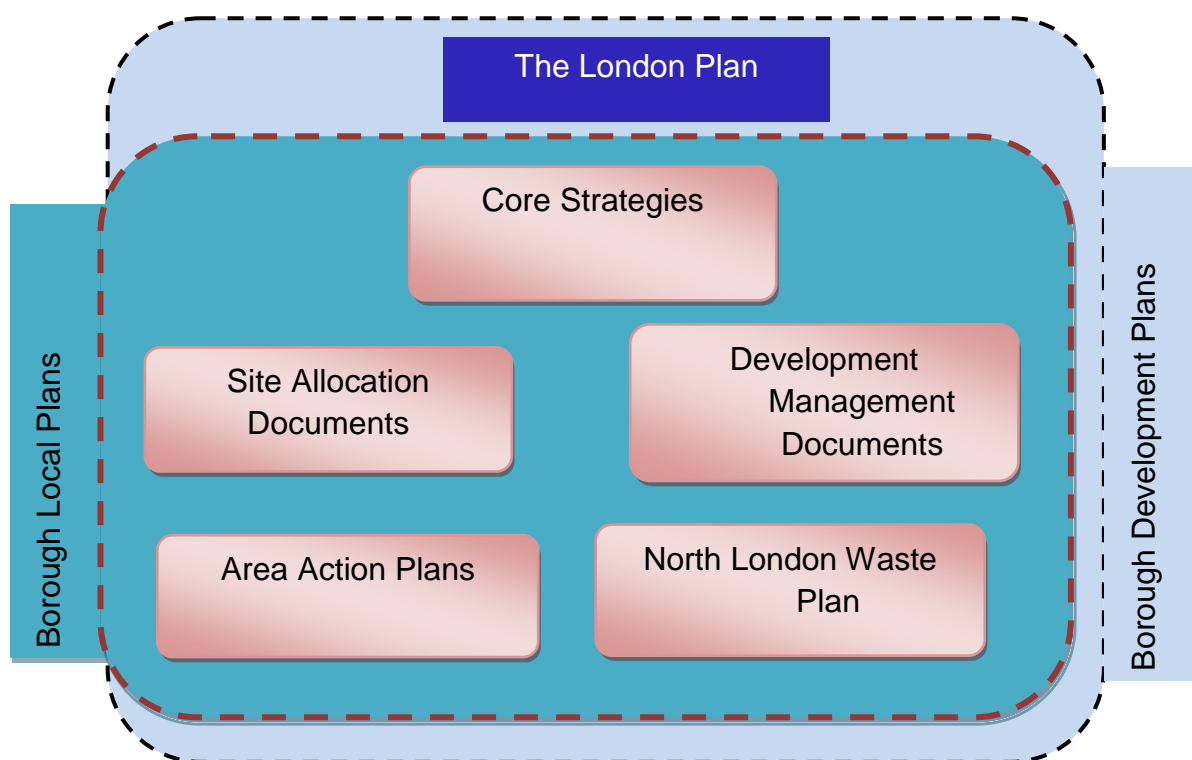 The London Plan
Core Strategies
Site Allocation
Documents
Development
Management
Documents
Area Action Plans
North London Waste
Plan
Borough Local Plans
Borough Development Plans